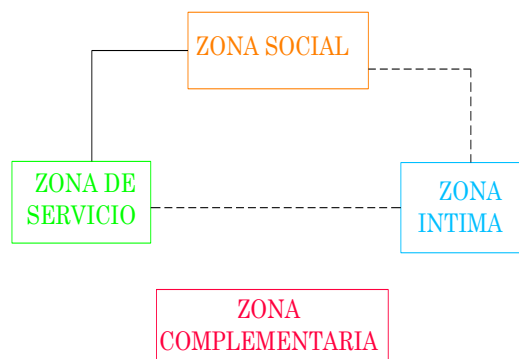 ZONA SOCIAL
ZONA DE
SERVICIO
ZONA
INTIMA
ZONA
COMPLEMENTARIA